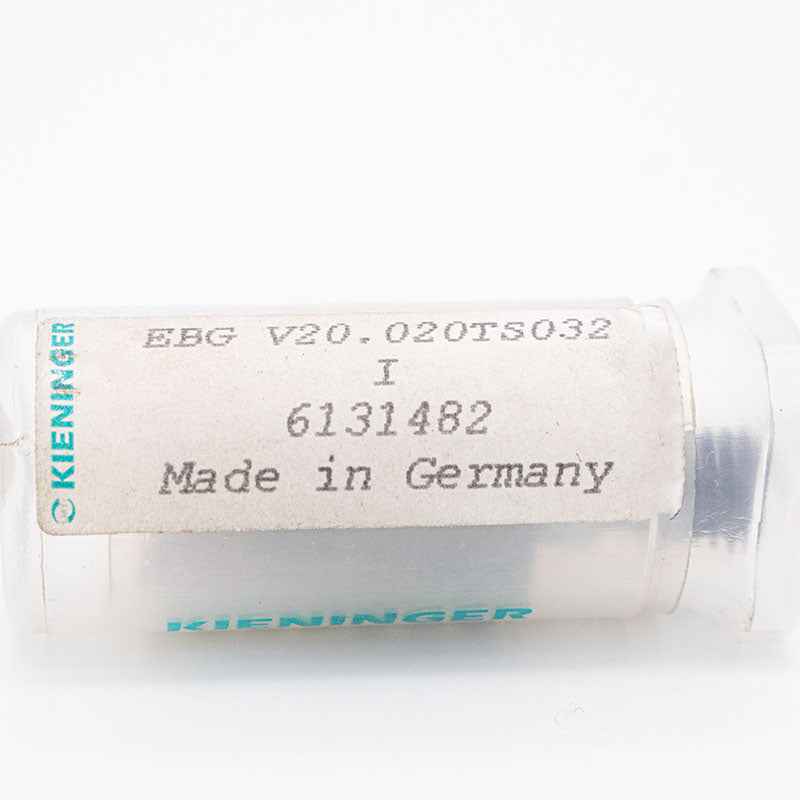 KIENINGER
EBG V20.020TS032
I
6131482
Made in Germany
KIENINGER